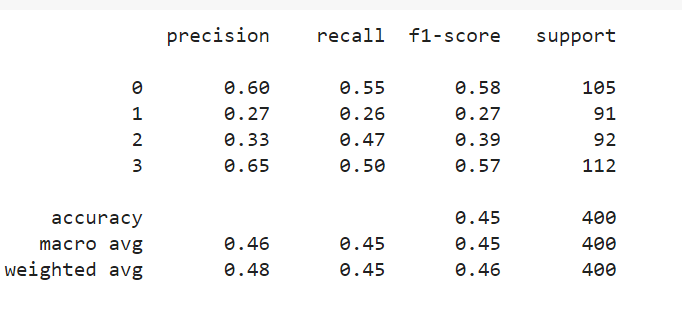 precision recall f1-score support
0 0.60 0.55 0.58 105
1 0.27 0.26 0.27 91
2 0.33 0.47 0.39 92
3 0.65 0.50 0.57 112
accuracy 0.45 400
macro avg 0.46 0.45 0.45 400
weighted avg 0.48 0.45 0.46 400